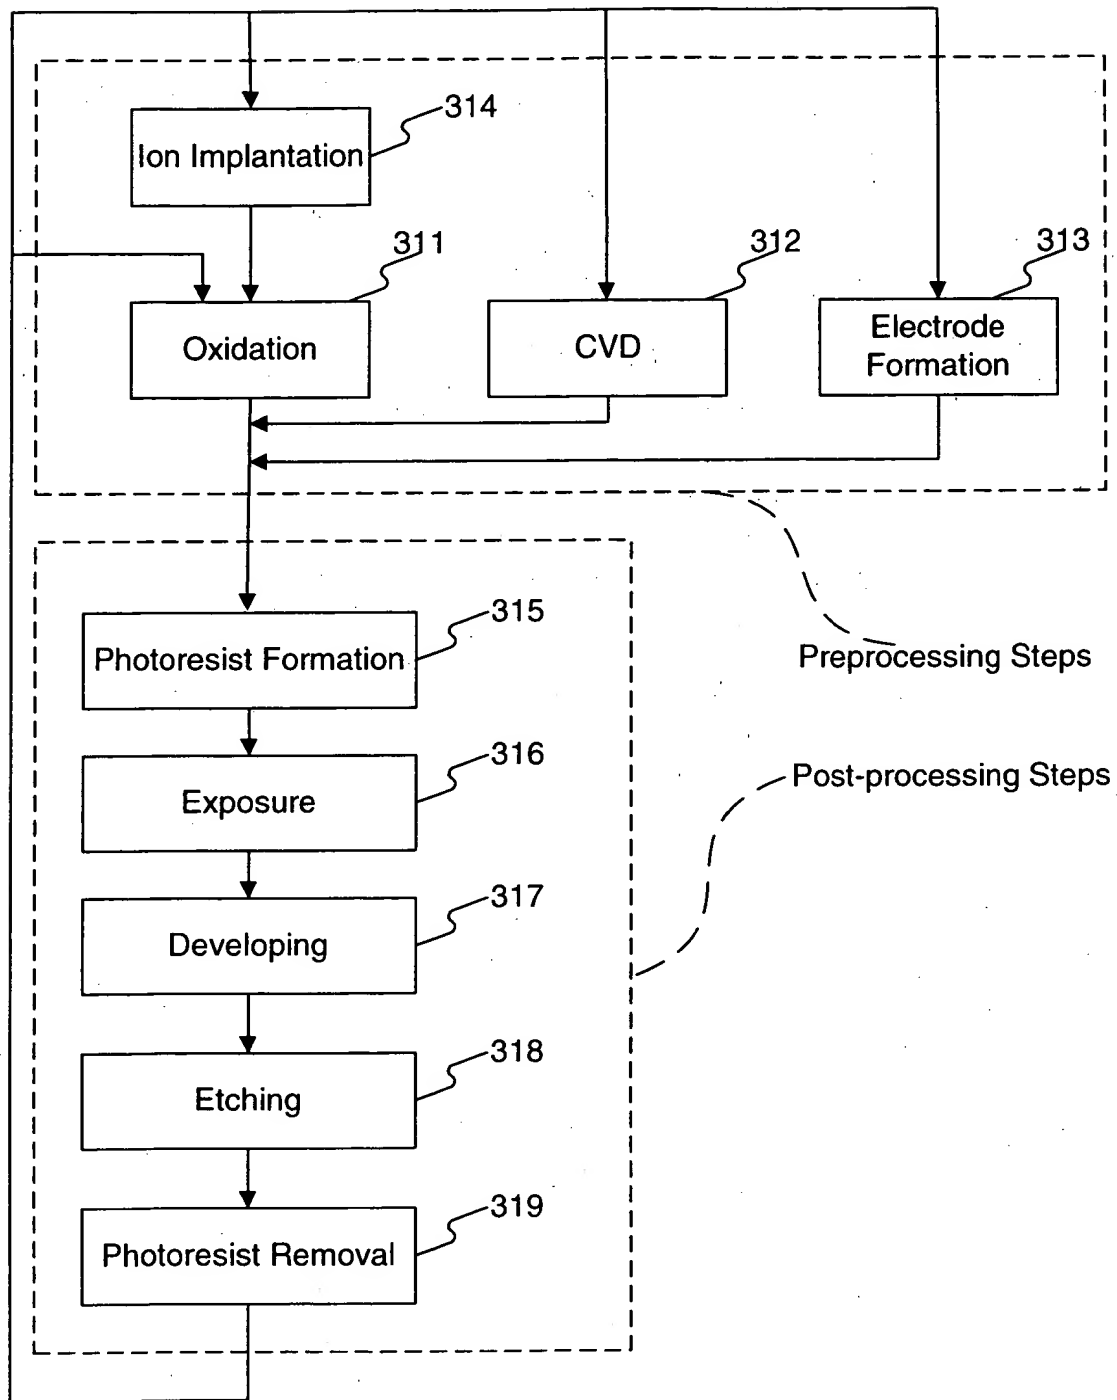 314
Ion Implantation
311
312
313
Oxidation
CVD
Electrode
Formation
315
Photoresist Formation
Preprocessing Steps
316
Exposure
Post-processing Steps
317
Developing
318
Etching
319
Photoresist Removal